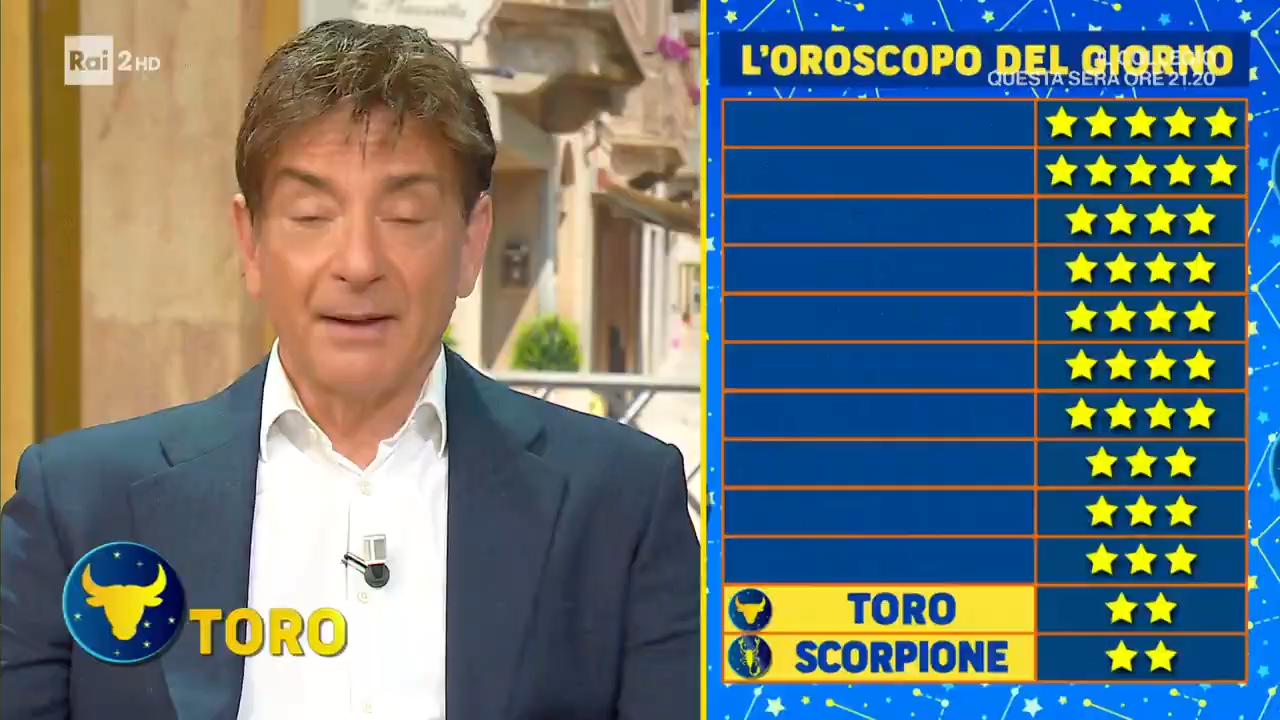 Rai 2HD
L'OROSCOPO DEL GIORNO
QUESTA SERA ORE 21.20
TORO
TORO
SCORPIONE